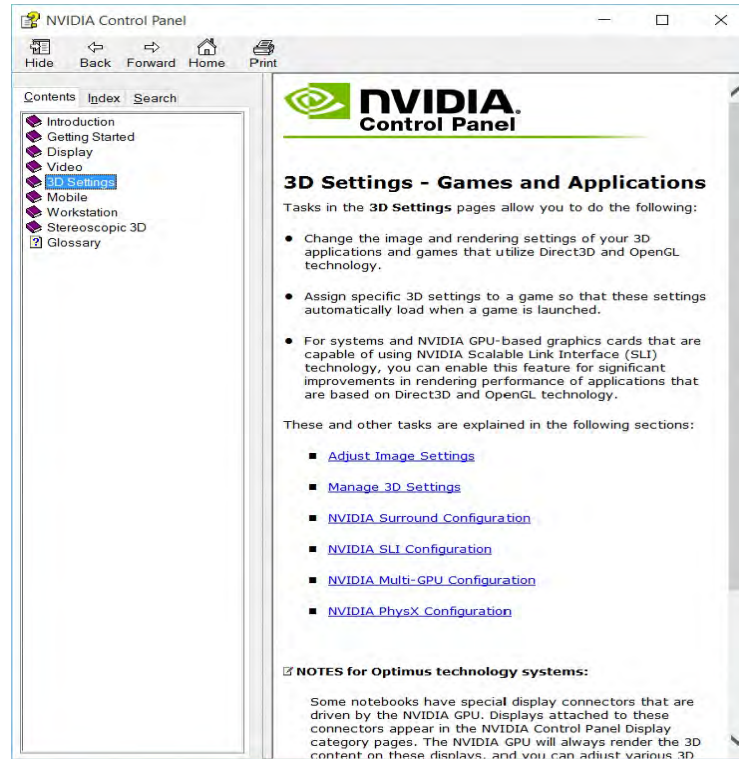 NVIDIA Control Panel
Hide Back Forward Home Print
Contents Index Search
Introduction
Getting Started
Display
Video
3D Settings
Mobile
Workstation
Stereoscopic 3D
Glossary
NVIDIA.
Control Panel
3D Settings - Games and Applications
Tasks in the 3D Settings pages allow you to do the following:
● Change the image and rendering settings of your 3D
applications and games that utilize Direct3D and OpenGL
technology.
● Assign specific 3D settings to a game so that these settings
automatically load when a game is launched.
● For systems and NVIDIA GPU-based graphics cards that are
capable of using NVIDIA Scalable Link Interface (SLI)
technology, you can enable this feature for significant
improvements in rendering performance of applications that
are based on Direct3D and OpenGL technology.
These and other tasks are explained in the following sections:
■ Adjust Image Settings
■ Manage 3D Settings
■ NVIDIA Surround Configuration
■ NVIDIA SLI Configuration
■ NVIDIA Multi-GPU Configuration
■ NVIDIA PhysX Configuration
NOTES for Optimus technology systems:
Some notebooks have special display connectors that are
driven by the NVIDIA GPU. Displays attached to these
connectors appear in the NVIDIA Control Panel Display
category pages. The NVIDIA GPU will always render the 3D
content on these displays, and you can adjust various 3D